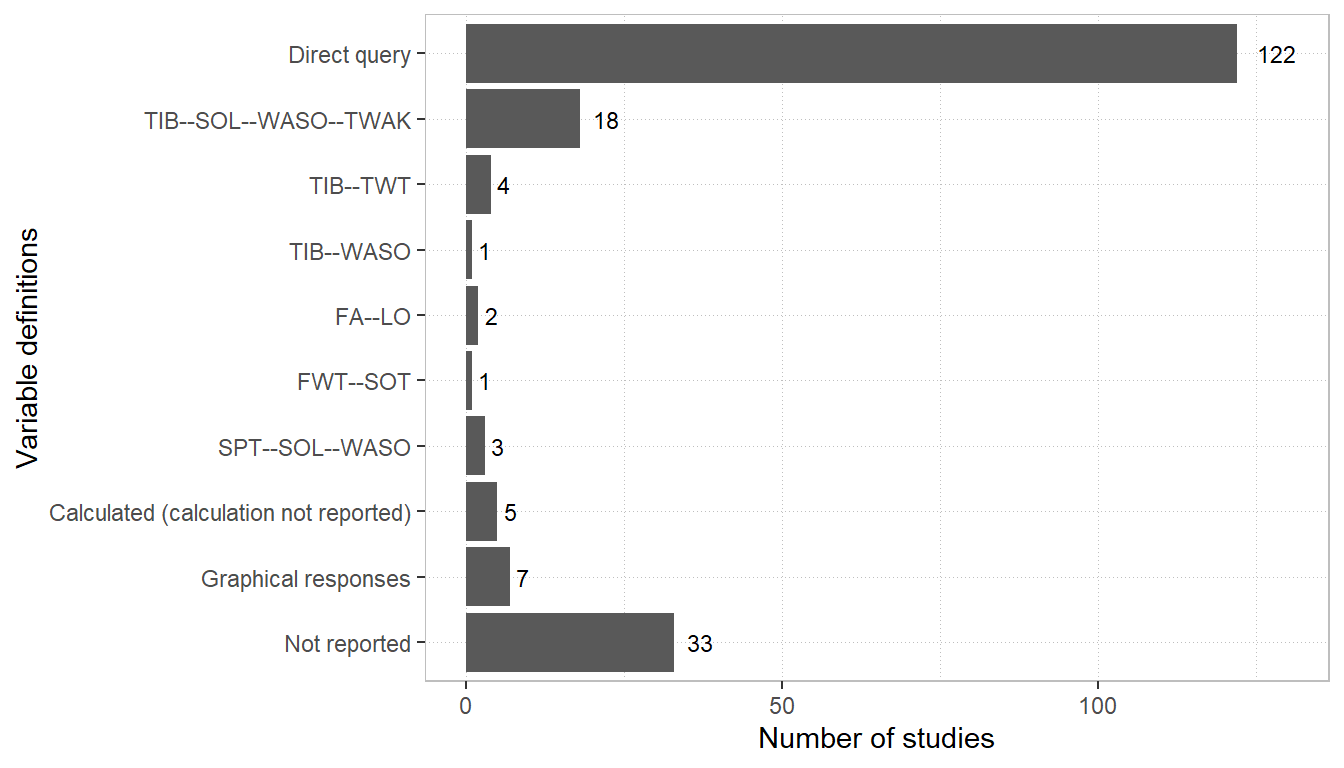 Variable definitions
Direct query
122
TIB--SOL--WASO--TWAK
18
TIB--TWT
4
TIB--WASO
1
FA--LO
2
FWT--SOT
1
SPT--SOL--WASO
3
Calculated (calculation not reported)
5
Graphical responses
7
Not reported
33
0
50
100
Number of studies